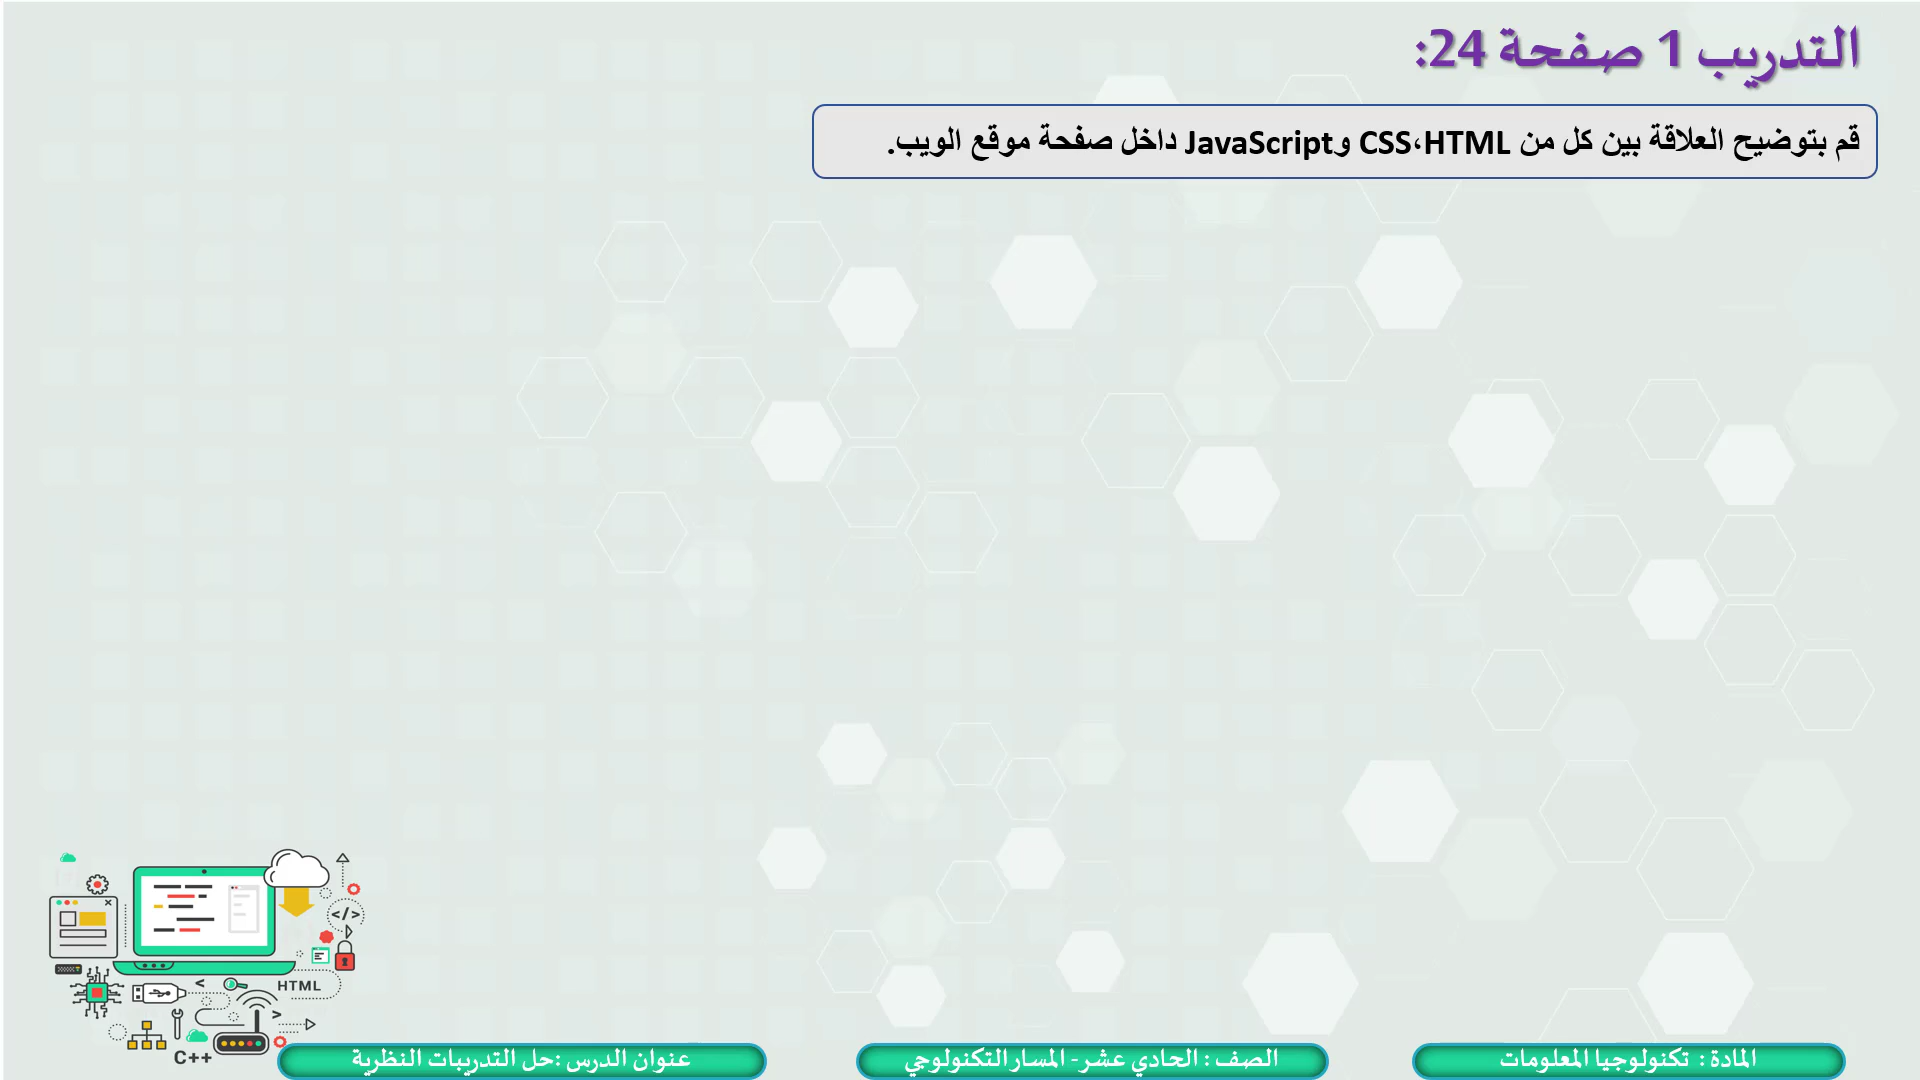 التدريب 1 صفحة 24:
قم بتوضيح العلاقة بين كل من CSS،HTML وJavaScript داخل صفحة موقع الويب.
</>
HTML
C++
المادة : تكنولوجيا المعلومات
الصف : الحادي عشر- المسار التكنولوجي
عنوان الدرس :حل التدريبات النظرية